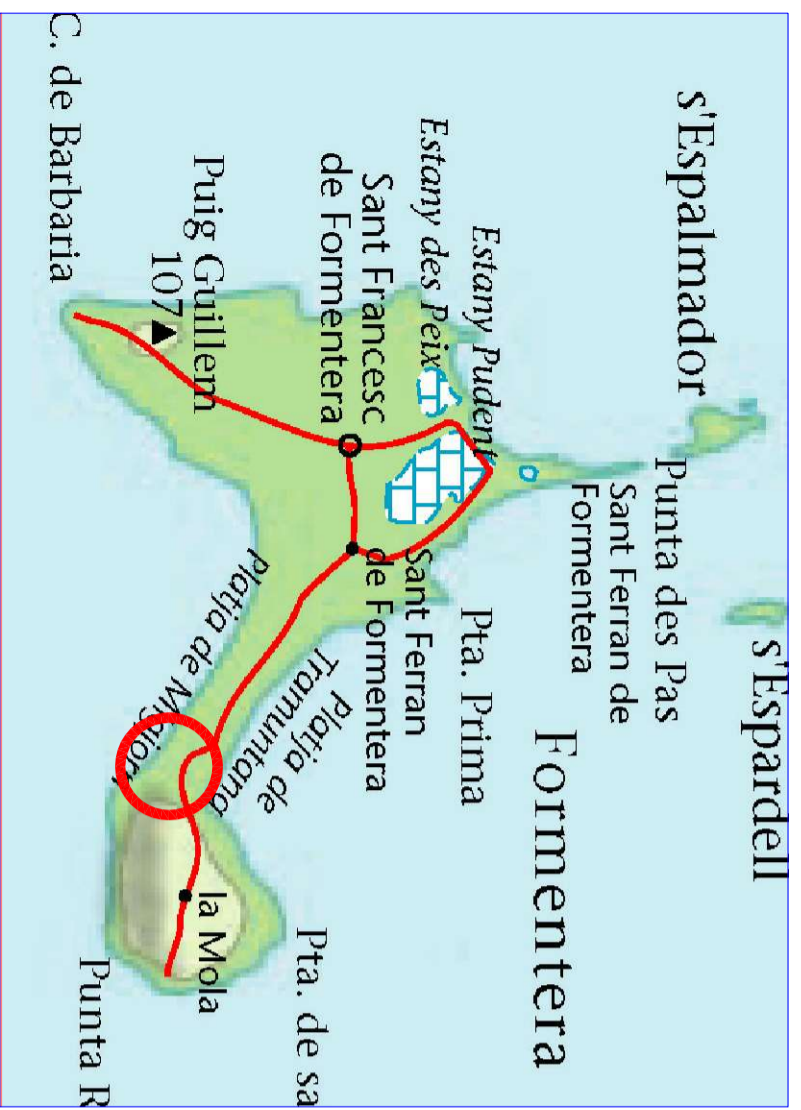 s'Espardell
s'Espalmador
Punta des Pas
Sant Ferran de
Formentera
Formentera
Estany Pudent
Pta. Prima
Estany des Peix
Sant Ferran
de Formentera
Sant Francesc
de Formentera
Platja de
Tramuntana
Pta. de sa
Platja de Migjorn
la Mola
Puig Guillem
107
Punta R
C. de Barbaria